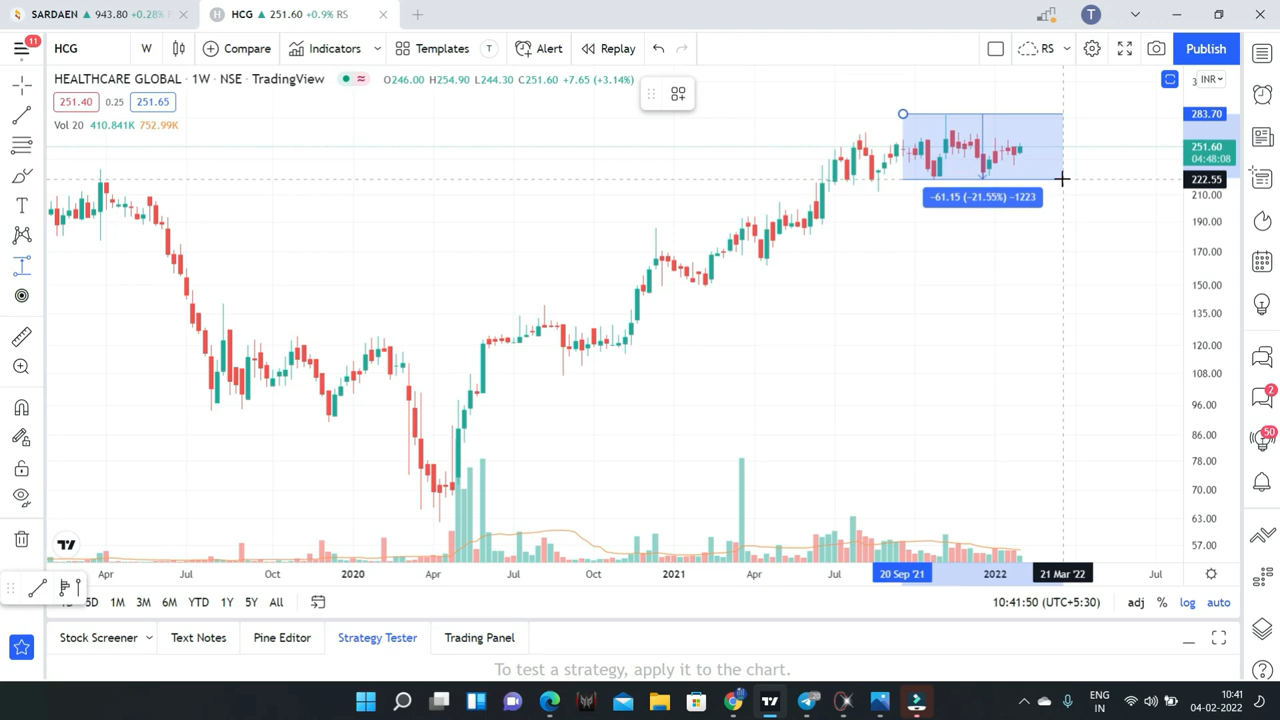 SARDAEN 943.80 +0.28%
HCG ▲ 251.60 +0.9% RS
T
11
HCG W Compare Indicators Templates T Alert Replay RS Publish
HEALTHCARE GLOBAL · 1W · NSE · TradingView
O246.00 H254.90 L244.30 C251.60 +7.65 (+3.14%)
INR
251.40 0.25 251.65
Vol 20 410.841K 752.99K
283.70
251.60
04:48:08
222.55
-61.15 (-21.55%) -1223
210.00
190.00
170.00
150.00
135.00
120.00
108.00
96.00
86.00
78.00
70.00
63.00
57.00
2
50
Apr Jul Oct 2020 Apr Jul Oct 2021 Apr Jul 20 Sep '21 2022 21 Mar '22 Jul
5D 1M 3M 6M YTD 1Y 5Y All
10:41:50 (UTC+5:30) adj % log auto
Stock Screener Text Notes Pine Editor Strategy Tester Trading Panel
To test a strategy, apply it to the chart.
ENG
IN
10:41
04-02-2022